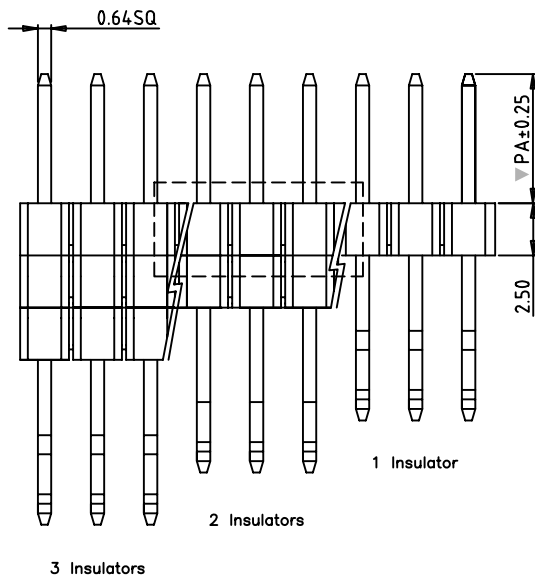 0.64SQ
▼PA±0.25
2.50
1 Insulator
2 Insulators
3 Insulators